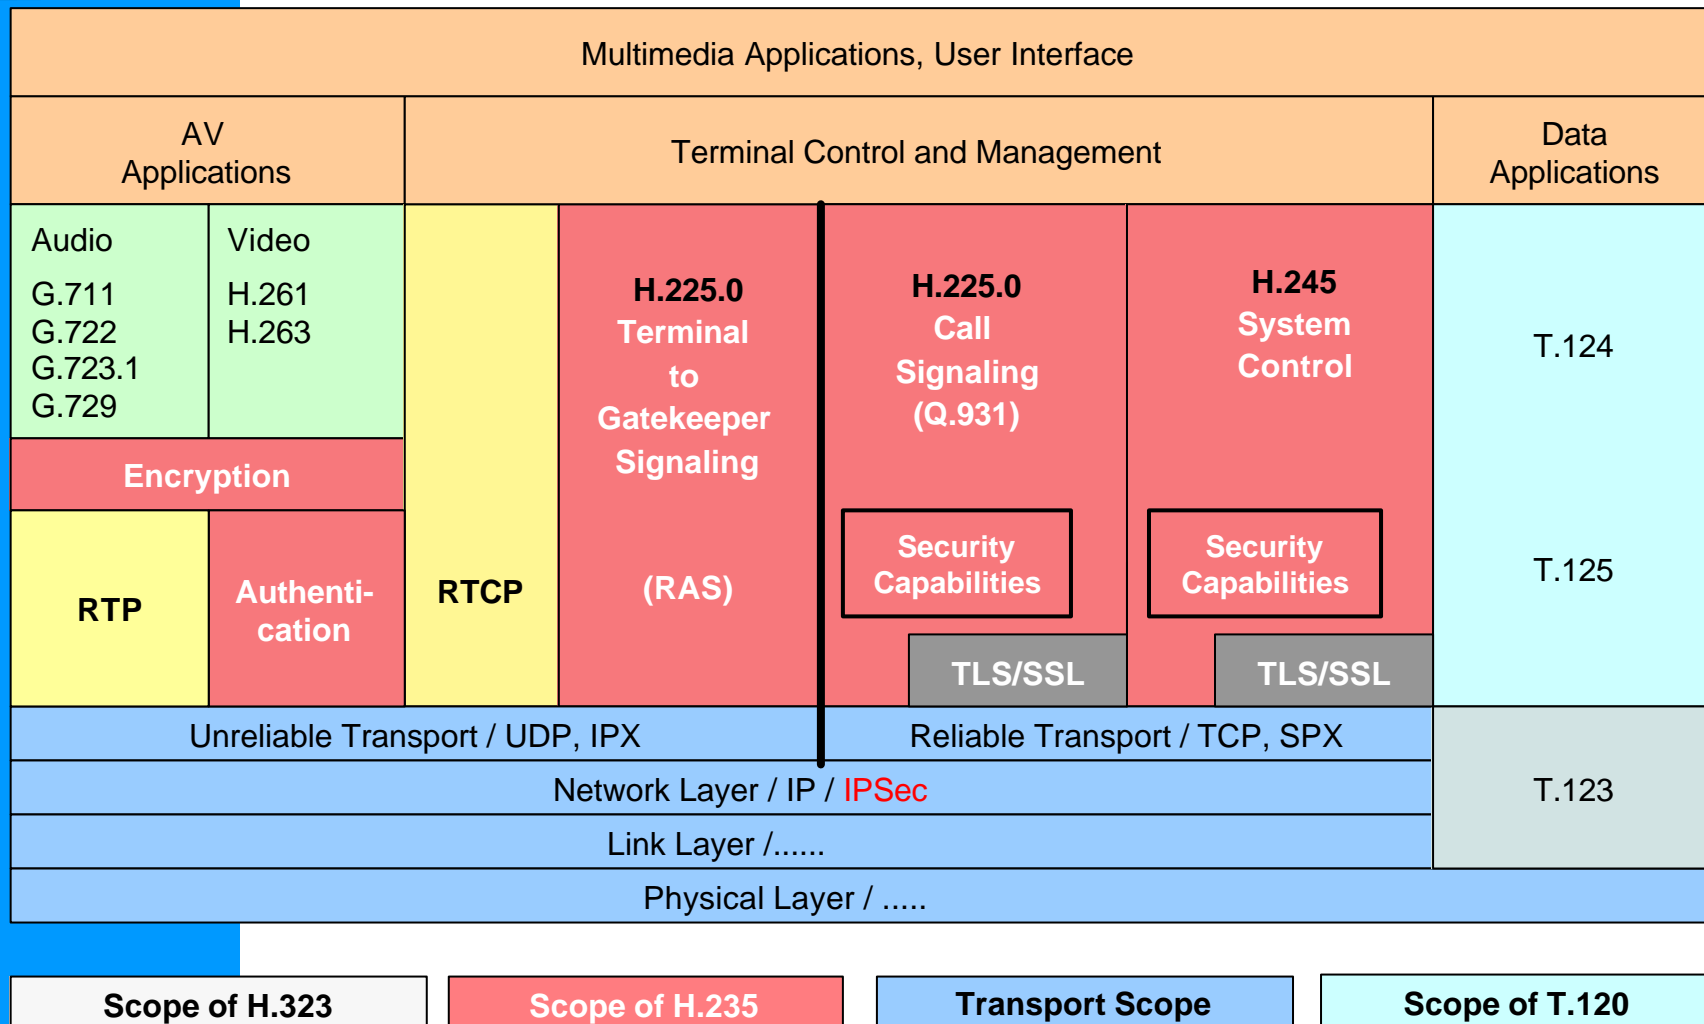 Multimedia Applications, User Interface
AV
Applications
Terminal Control and Management
Data
Applications
Audio
G.711
G.722
G.723.1
G.729
Video
H.261
H.263
Encryption
RTP
Authenti-
cation
RTCP
H.225.0
Terminal
to
Gatekeeper
Signaling
(RAS)
H.225.0
Call
Signaling
(Q.931)
Security
Capabilities
TLS/SSL
H.245
System
Control
Security
Capabilities
TLS/SSL
T.124
T.125
T.123
Unreliable Transport / UDP, IPX
Reliable Transport / TCP, SPX
Network Layer / IP / IPSec
Link Layer /......
Physical Layer / .....
Scope of H.323
Scope of H.235
Transport Scope
Scope of T.120